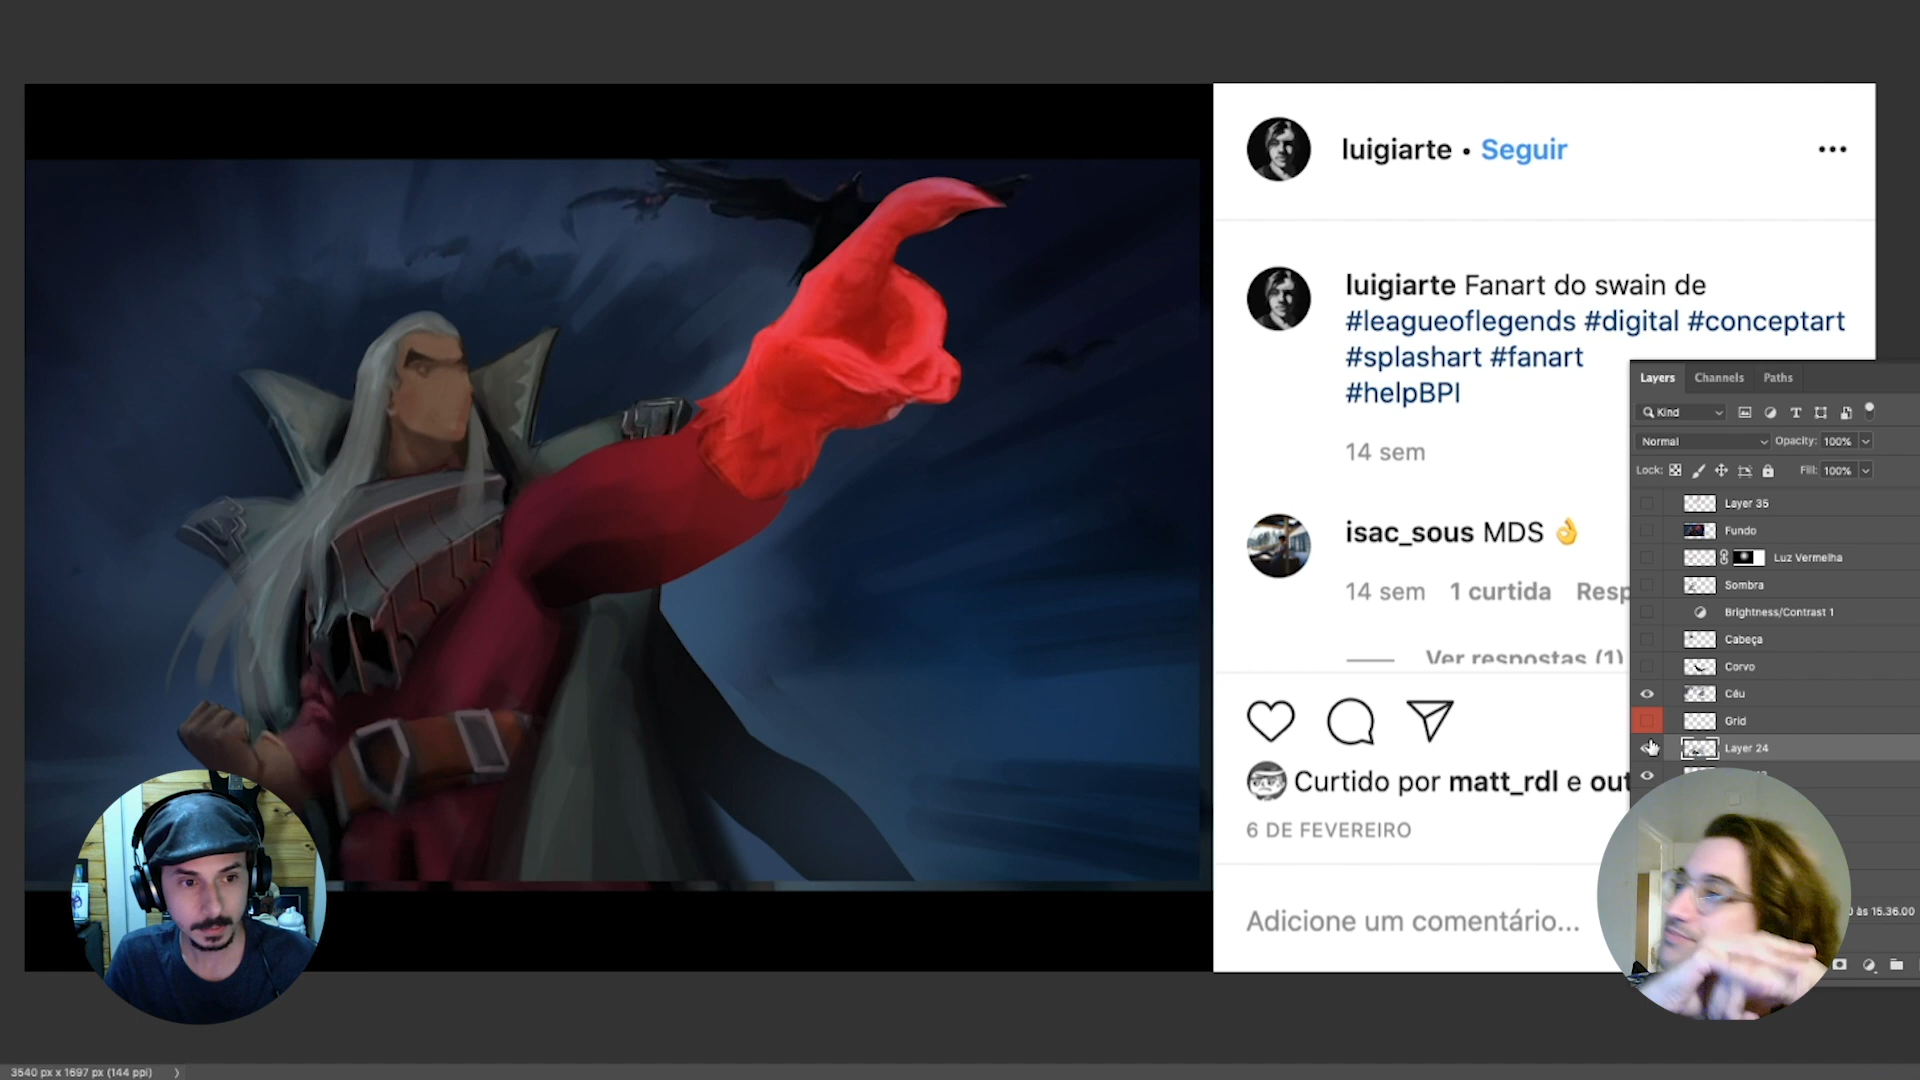 luigiarte • Seguir
luigiarte Fanart do swain de
#leagueoflegends #digital #conceptart
#splashart #fanart
#helpBPI
14 sem
isac_sous MDS 👌
14 sem 1 curtida Resp
Ver respostas (1)
Curtido por matt_rdl e out
6 DE FEVEREIRO
Adicione um comentário...
Layers Channels Paths
Kind
Normal Opacity: 100%
Lock: Fill: 100%
Layer 35
Fundo
Luz Vermelha
Sombra
Brightness/Contrast 1
Cabeça
Corvo
Céu
Grid
Layer 24
às 15.36.00
3540 px x 1697 px (144 ppi)